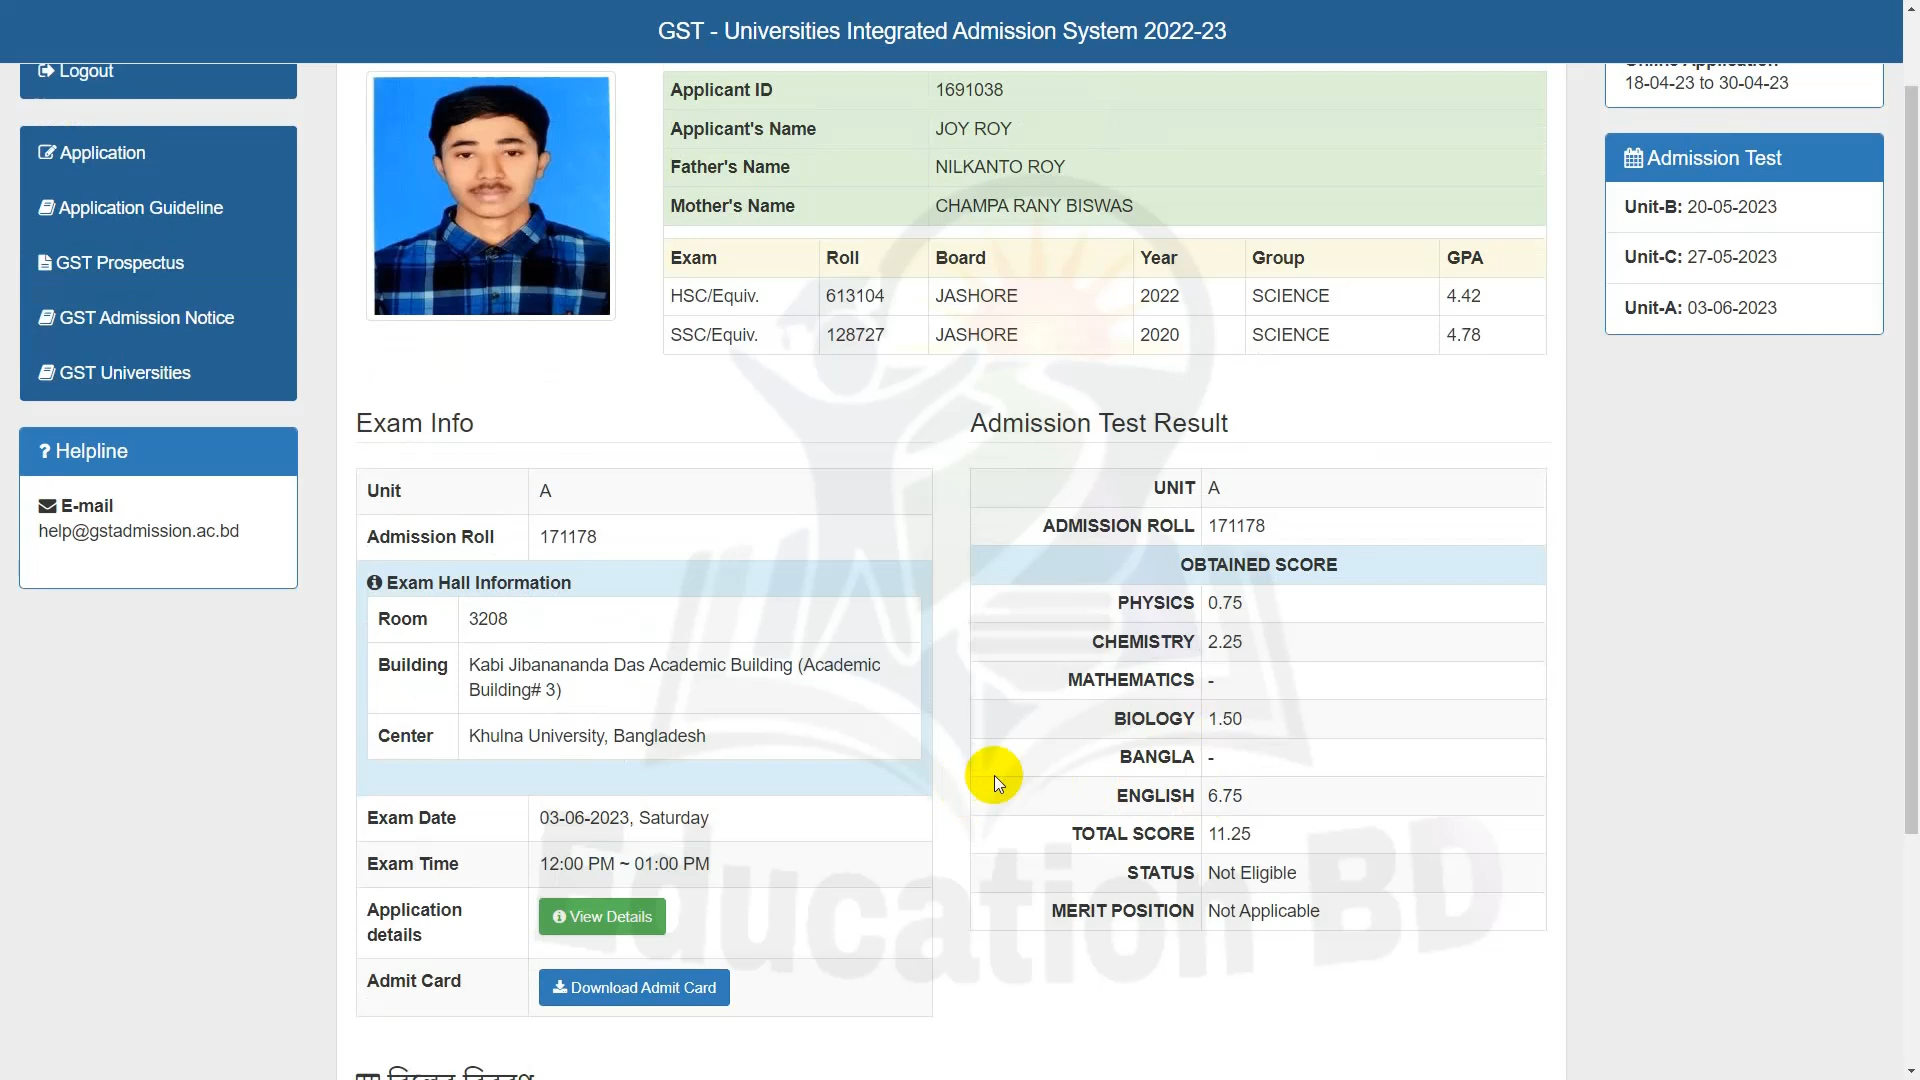 GST - Universities Integrated Admission System 2022-23
Logout
Application
Application Guideline
GST Prospectus
GST Admission Notice
GST Universities
? Helpline
E-mail
help@gstadmission.ac.bd
Applicant ID 1691038
Applicant's Name JOY ROY
Father's Name NILKANTO ROY
Mother's Name CHAMPA RANY BISWAS
Exam Roll Board Year Group GPA
HSC/Equiv. 613104 JASHORE 2022 SCIENCE 4.42
SSC/Equiv. 128727 JASHORE 2020 SCIENCE 4.78
Exam Info
Unit A
Admission Roll 171178
Exam Hall Information
Room 3208
Building Kabi Jibanananda Das Academic Building (Academic
Building# 3)
Center Khulna University, Bangladesh
Exam Date 03-06-2023, Saturday
Exam Time 12:00 PM ~ 01:00 PM
Application
details
View Details
Admit Card Download Admit Card
Admission Test Result
UNIT A
ADMISSION ROLL 171178
OBTAINED SCORE
PHYSICS 0.75
CHEMISTRY 2.25
MATHEMATICS -
BIOLOGY 1.50
BANGLA -
ENGLISH 6.75
TOTAL SCORE 11.25
STATUS Not Eligible
MERIT POSITION Not Applicable
Online Application
18-04-23 to 30-04-23
Admission Test
Unit-B: 20-05-2023
Unit-C: 27-05-2023
Unit-A: 03-06-2023
Education BD